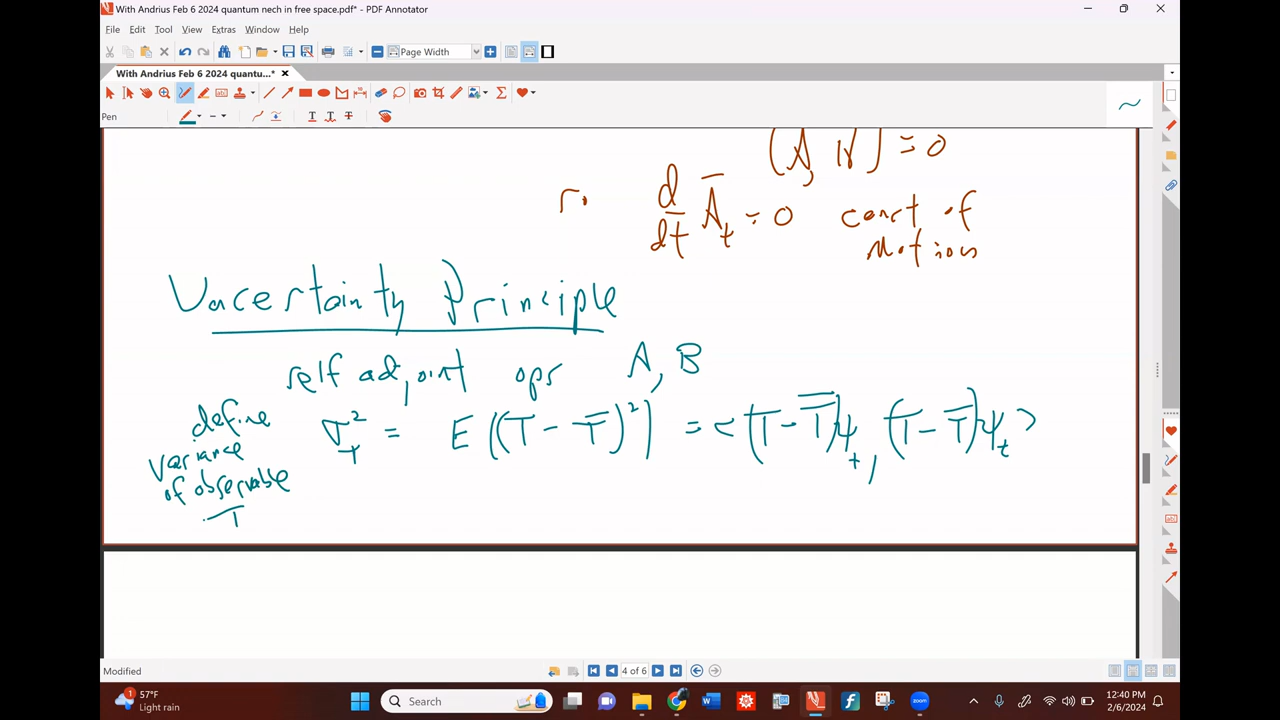 With Andrius Feb 6 2024 quantum nech in free space.pdf* - PDF Annotator
File Edit Tool View Extras Window Help
Page Width
With Andrius Feb 6 2024 quantu...*
Pen
(A, H) = 0
d/dt A̅_t = 0 const of
Motion
Uncertainty Principle
self adjoint ops A, B
define variance of observable T
σ_T² = E((T - T̅)²) = <(T - T̅)ψ_t, (T - T̅)ψ_t>
4 of 6
Modified
1
57°F
Light rain
Search
12:40 PM
2/6/2024